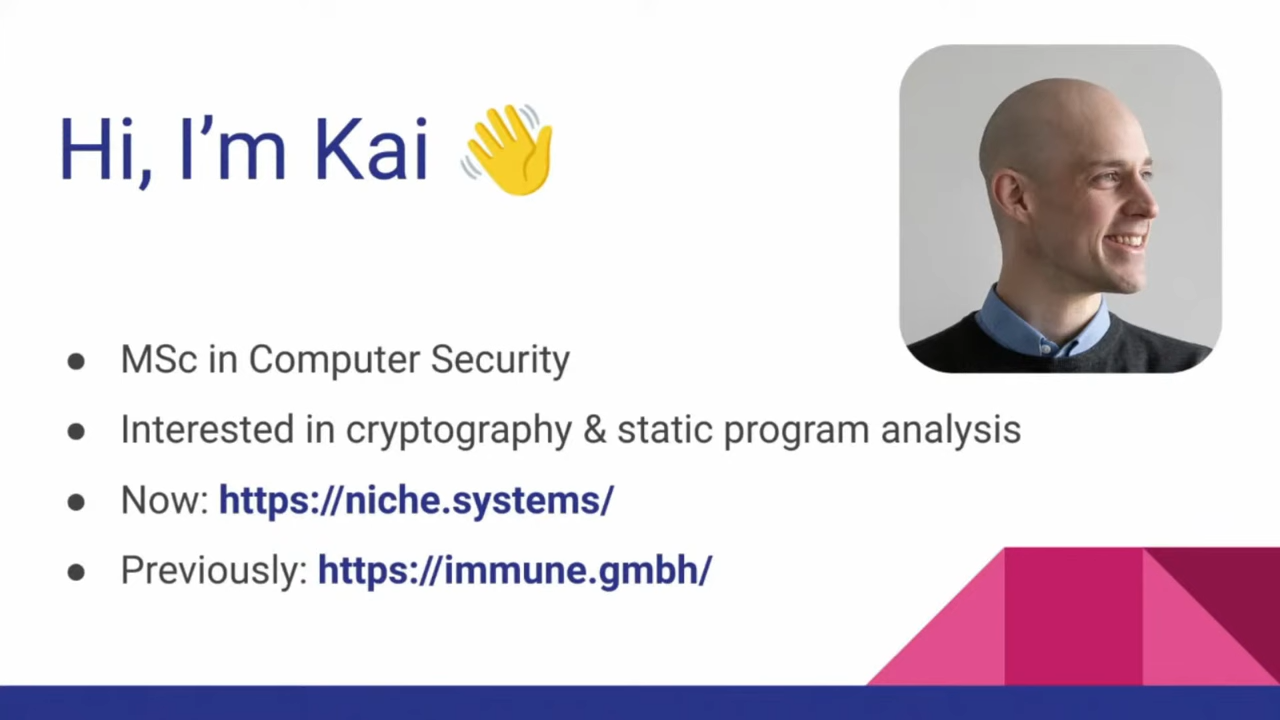 Hi, I’m Kai 👋
● MSc in Computer Security
● Interested in cryptography & static program analysis
● Now: https://niche.systems/
● Previously: https://immune.gmbh/